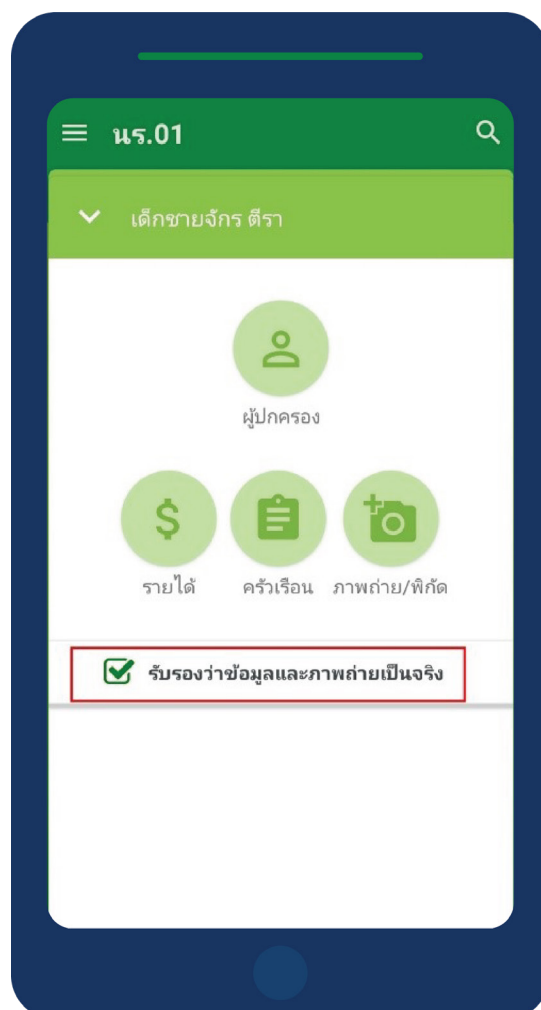 นร.01
เด็กชายจักร ตีรา
ผู้ปกครอง
รายได้ ครัวเรือน ภาพถ่าย/พิกัด
รับรองว่าข้อมูลและภาพถ่ายเป็นจริง